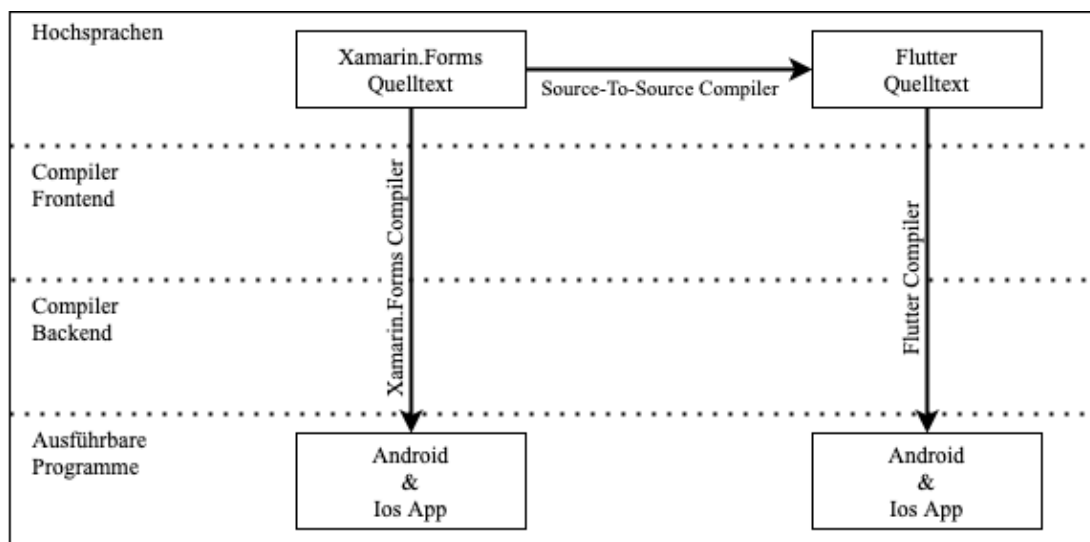 Hochsprachen
Xamarin.Forms
Quelltext
Source-To-Source Compiler
Flutter
Quelltext
Compiler
Frontend
Xamarin.Forms Compiler
Flutter Compiler
Compiler
Backend
Ausführbare
Programme
Android
&
Ios App
Android
&
Ios App